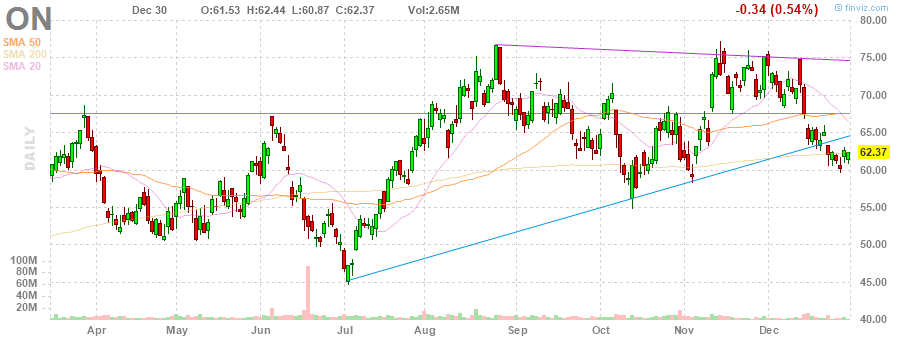 ON Dec 30 O:61.53 H:62.44 L:60.87 C:62.37 Vol:2.65M -0.34 (0.54%) © finviz.com
SMA 50
SMA 200
SMA 20
DAILY
80.00
75.00
70.00
65.00
62.37
60.00
55.00
50.00
45.00
40.00
100M
80M
60M
40M
20M
Apr May Jun Jul Aug Sep Oct Nov Dec